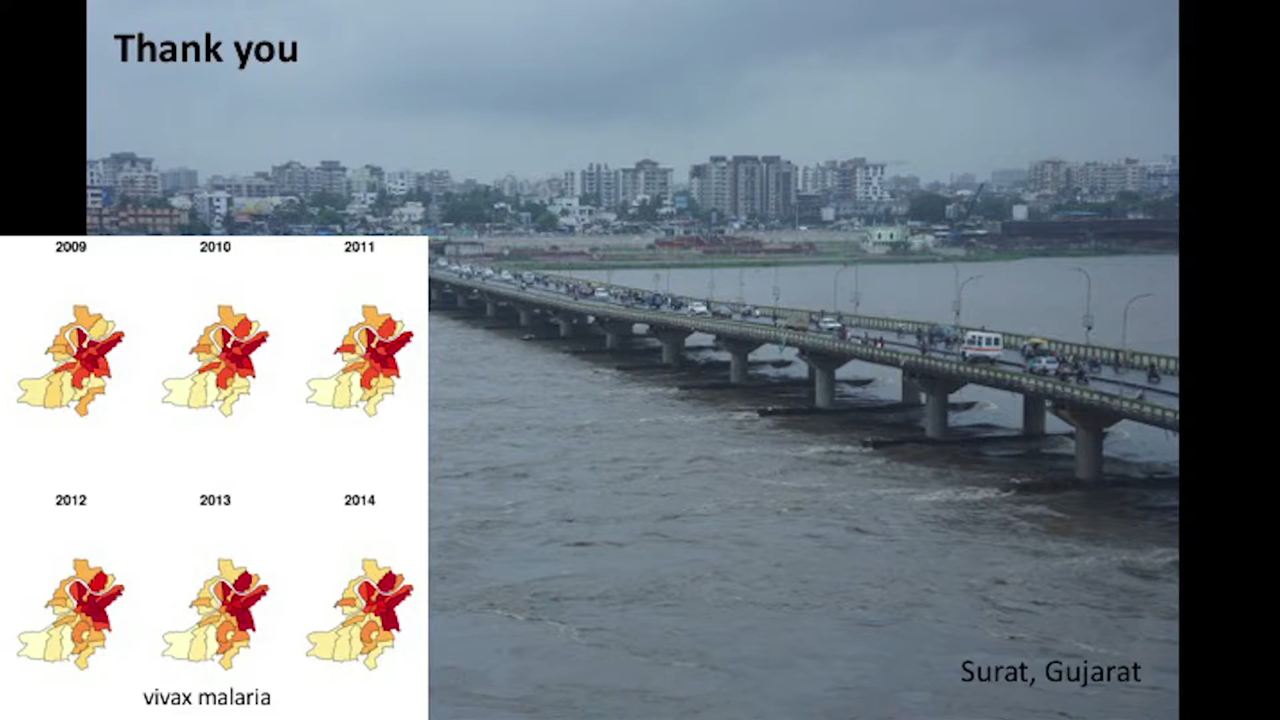 Thank you
2009 2010 2011
2012 2013 2014
vivax malaria
Surat, Gujarat